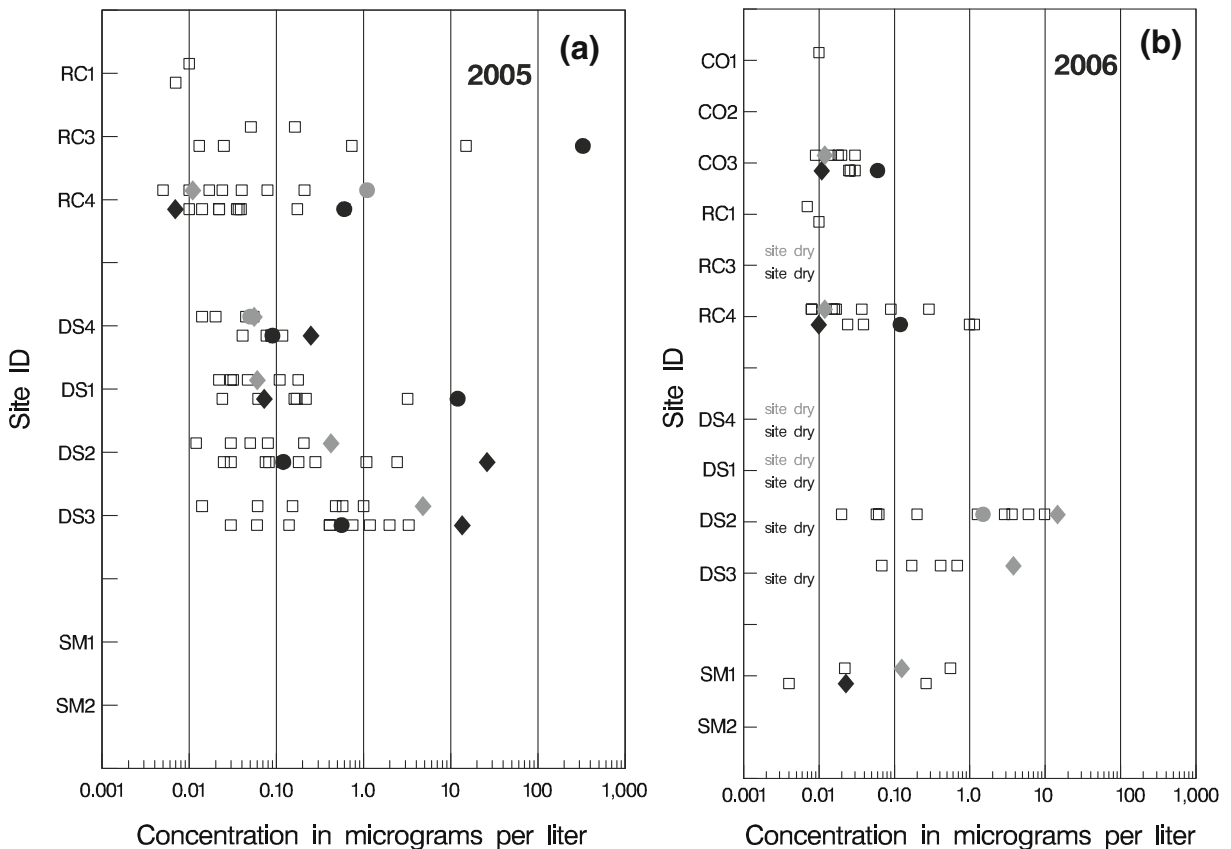 (a)
2005
RC1
RC3
RC4
DS4
DS1
DS2
DS3
SM1
SM2
Site ID
0.001 0.01 0.10 1.0 10 100 1,000
Concentration in micrograms per liter
(b)
2006
CO1
CO2
CO3
RC1
site dry
RC3
site dry
RC4
site dry
DS4
site dry
site dry
DS1
site dry
DS2
site dry
DS3
site dry
SM1
SM2
Site ID
0.001 0.01 0.10 1.0 10 100 1,000
Concentration in micrograms per liter